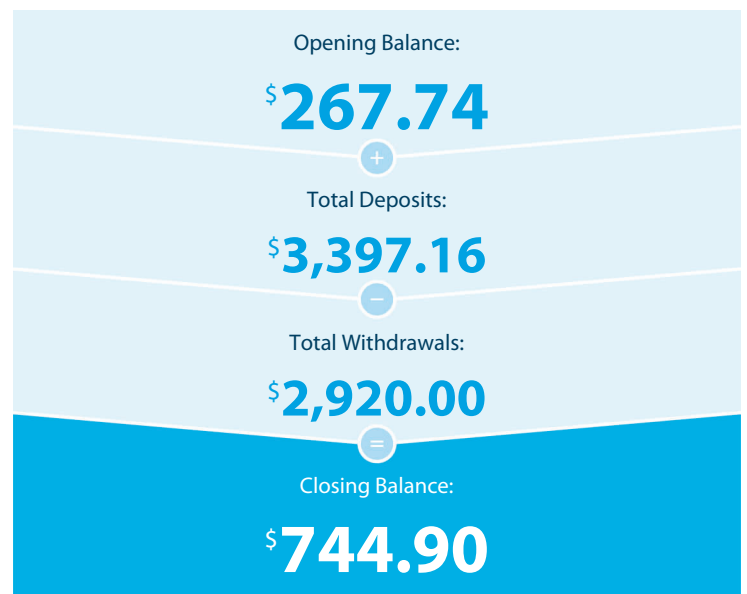 Opening Balance:
$267.74
+
Total Deposits:
$3,397.16
−
Total Withdrawals:
$2,920.00
=
Closing Balance:
$744.90